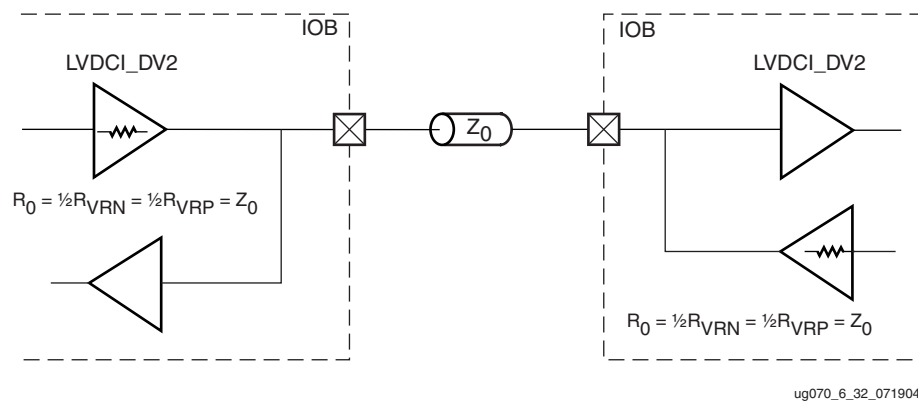 IOB
IOB
LVDCI_DV2
LVDCI_DV2
Z0
R0 = ½RVRN = ½RVRP = Z0
R0 = ½RVRN = ½RVRP = Z0
ug070_6_32_071904